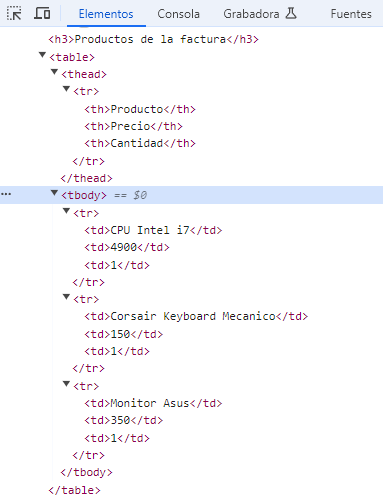 Elementos Consola Grabadora Fuentes
<h3>Productos de la factura</h3>
<table>
<thead>
<tr>
<th>Producto</th>
<th>Precio</th>
<th>Cantidad</th>
</tr>
</thead>
... <tbody> == $0
<tr>
<td>CPU Intel i7</td>
<td>4900</td>
<td>1</td>
</tr>
<tr>
<td>Corsair Keyboard Mecanico</td>
<td>150</td>
<td>1</td>
</tr>
<tr>
<td>Monitor Asus</td>
<td>350</td>
<td>1</td>
</tr>
</tbody>
</table>